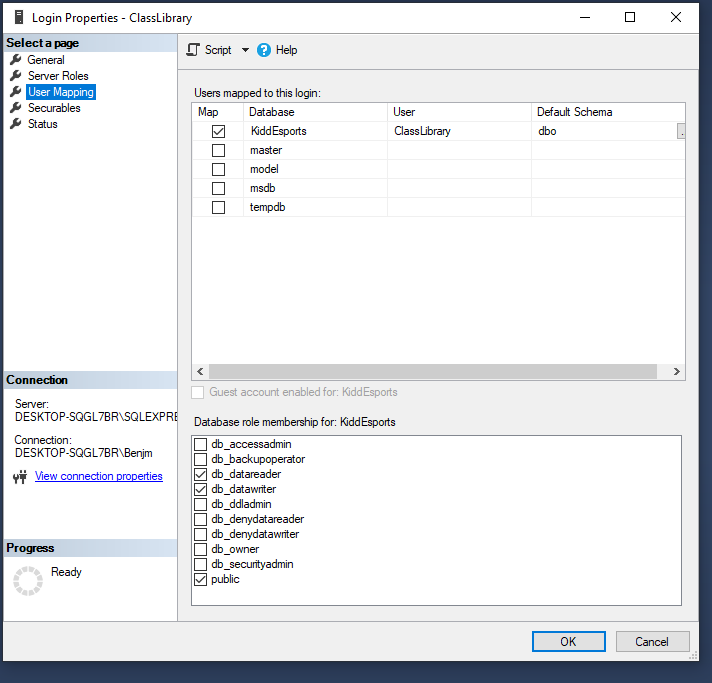 Login Properties - ClassLibrary
Select a page
General
Server Roles
User Mapping
Securables
Status
Connection
Server:
DESKTOP-SQGL7BR\SQLEXPRE
Connection:
DESKTOP-SQGL7BR\Benjm
View connection properties
Progress
Ready
Script Help
Users mapped to this login:
Map Database User Default Schema
KiddEsports ClassLibrary dbo
master
model
msdb
tempdb
Guest account enabled for: KiddEsports
Database role membership for: KiddEsports
db_accessadmin
db_backupoperator
db_datareader
db_datawriter
db_ddladmin
db_denydatareader
db_denydatawriter
db_owner
db_securityadmin
public
OK Cancel